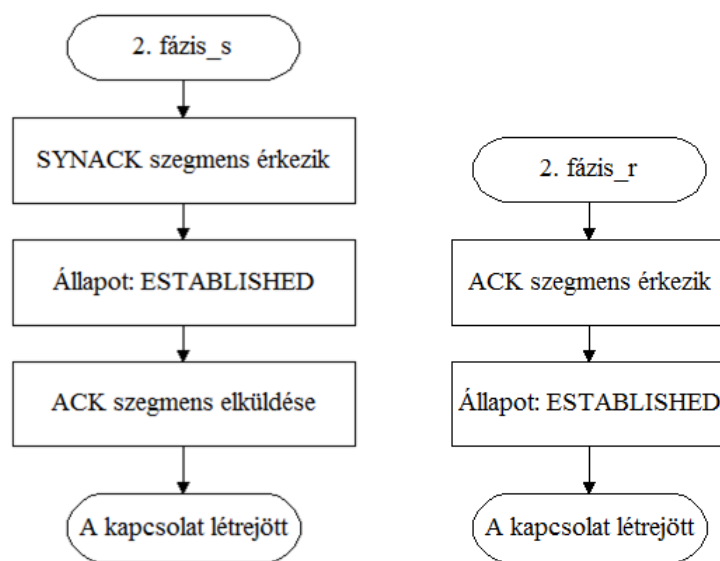 2. fázis_s
SYNACK szegmens érkezik
Állapot: ESTABLISHED
ACK szegmens elküldése
A kapcsolat létrejött
2. fázis_r
ACK szegmens érkezik
Állapot: ESTABLISHED
A kapcsolat létrejött